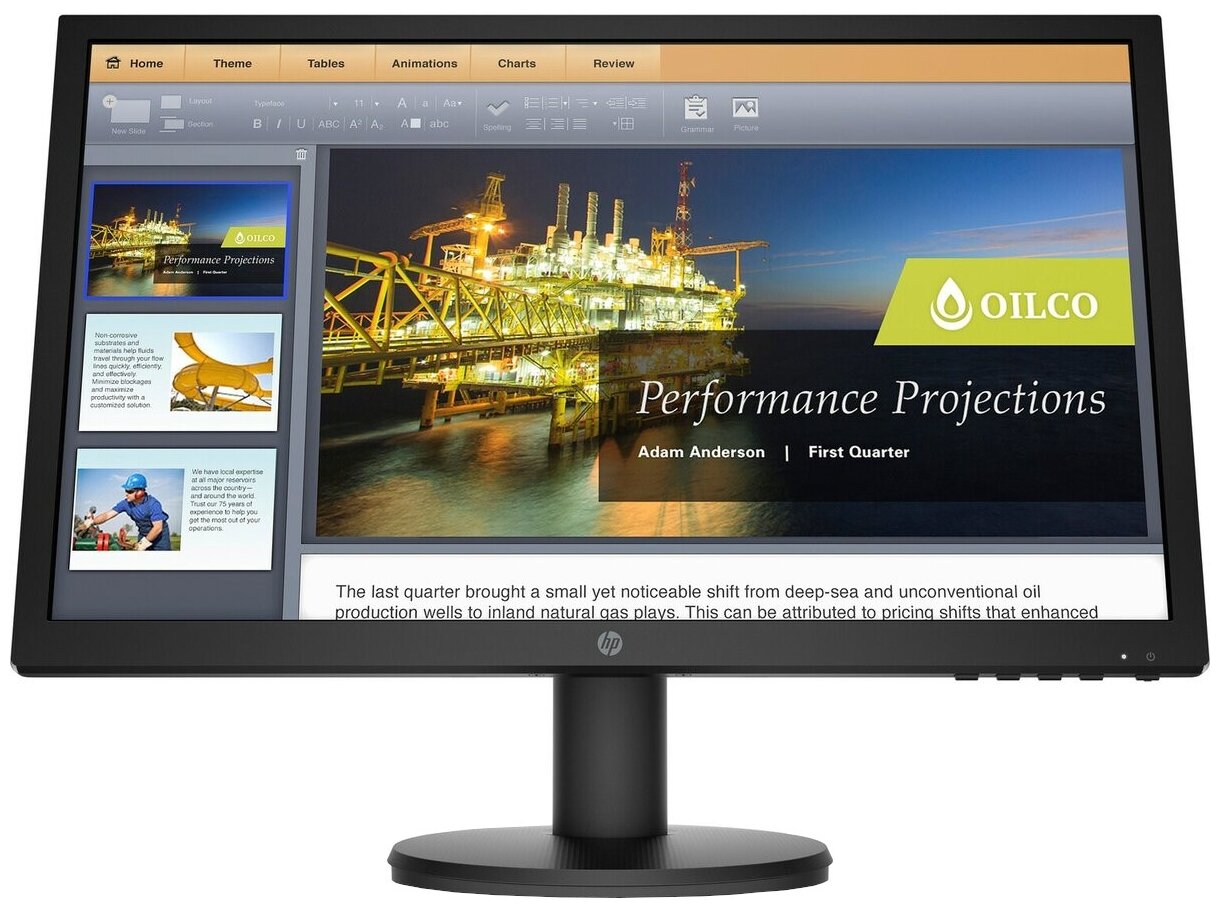 Home Theme Tables Animations Charts Review
Layout Typeface 11 A a Aa
New Slide Section B I U ABC A² A₂ A abc Spelling Grammar Picture
OILCO
Performance Projections
Adam Anderson | First Quarter
Non-corrosive
substrates and
materials help fluids
travel through your flow
lines quickly, efficiently,
and effectively.
Minimize blockages
and maximize
productivity with a
customized solution.
We have local expertise
at all major reservoirs
across the country—
and around the world.
Trust our 75 years of
experience to help you
get the most out of your
operations.
OILCO
Performance Projections
Adam Anderson | First Quarter
The last quarter brought a small yet noticeable shift from deep-sea and unconventional oil
production wells to inland natural gas plays. This can be attributed to pricing shifts that enhanced
hp